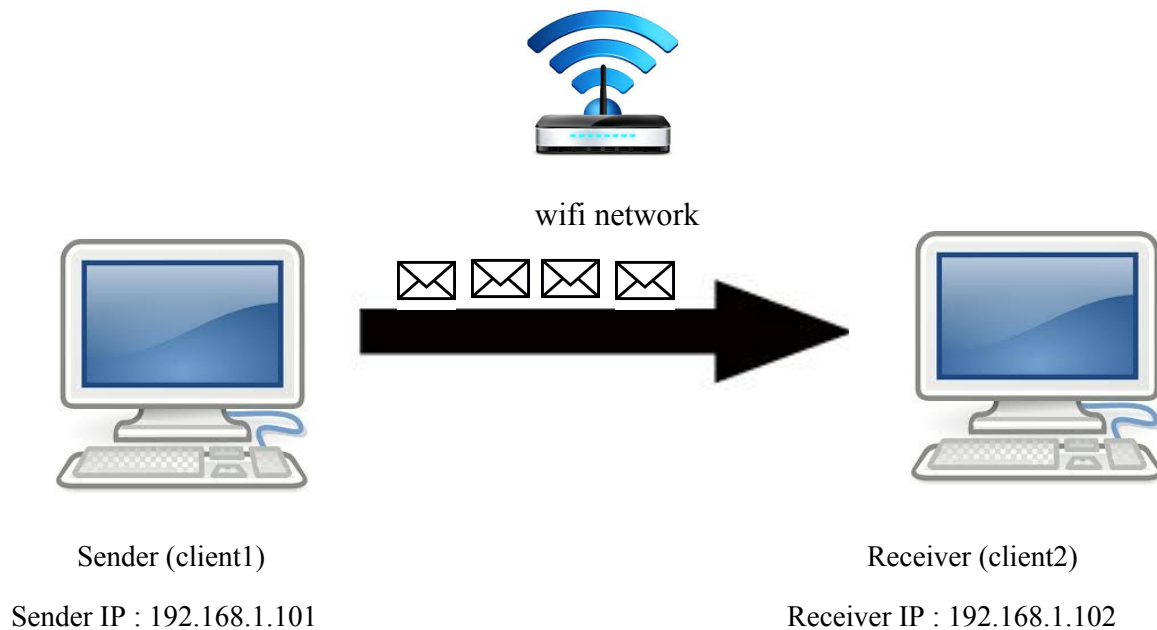 wifi network
Sender (client1)
Receiver (client2)
Sender IP : 192.168.1.101
Receiver IP : 192.168.1.102